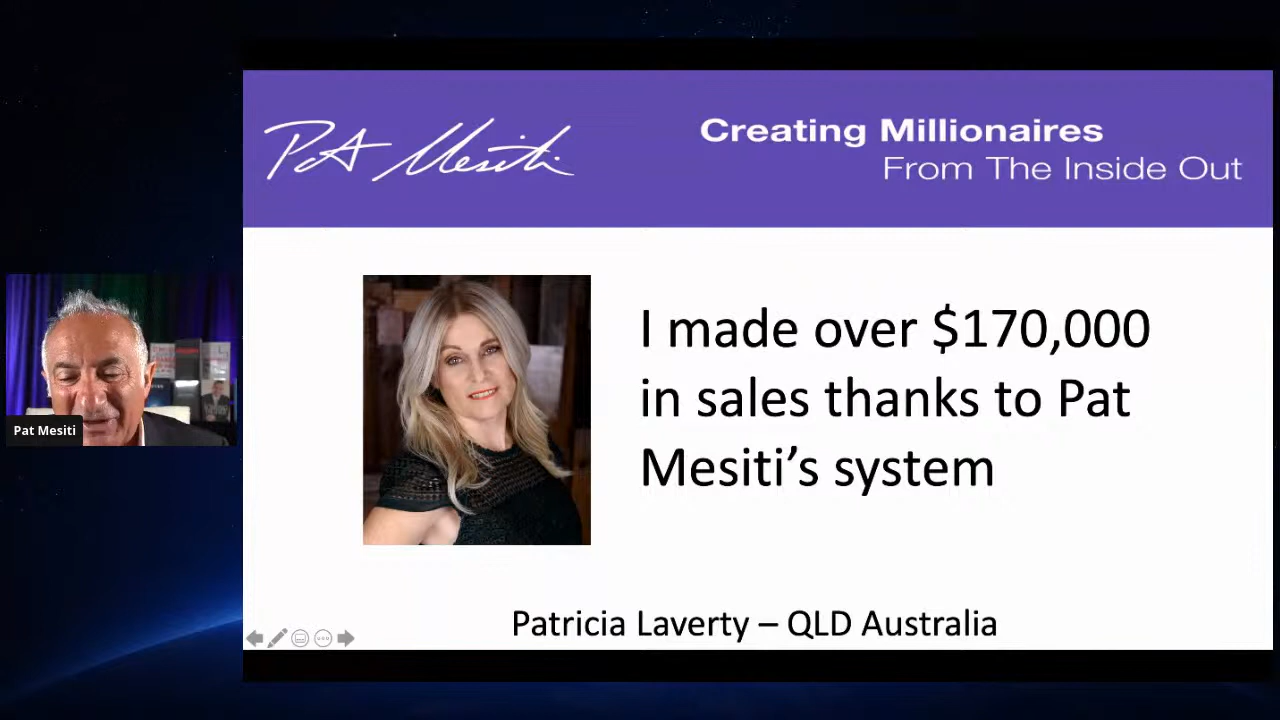 Pat Mesiti
Creating Millionaires
From The Inside Out
I made over $170,000
in sales thanks to Pat
Mesiti’s system
Pat Mesiti
Patricia Laverty – QLD Australia